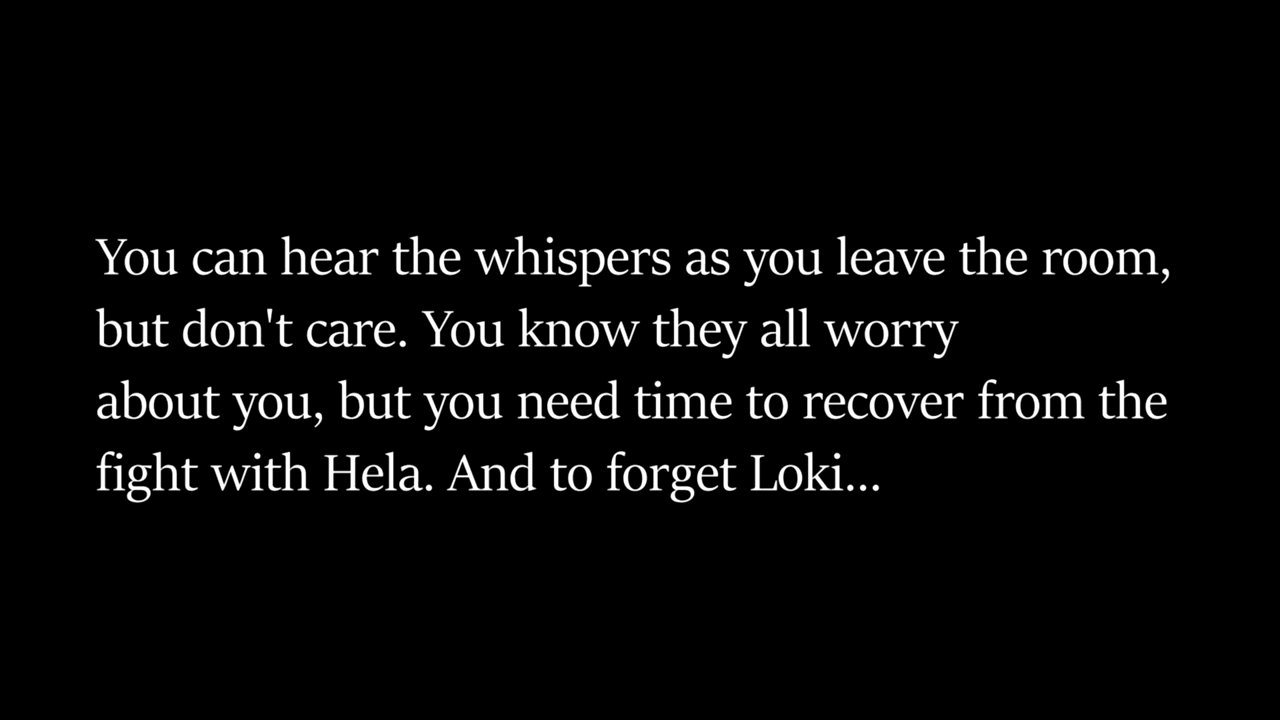 You can hear the whispers as you leave the room,
but don't care. You know they all worry
about you, but you need time to recover from the
fight with Hela. And to forget Loki...